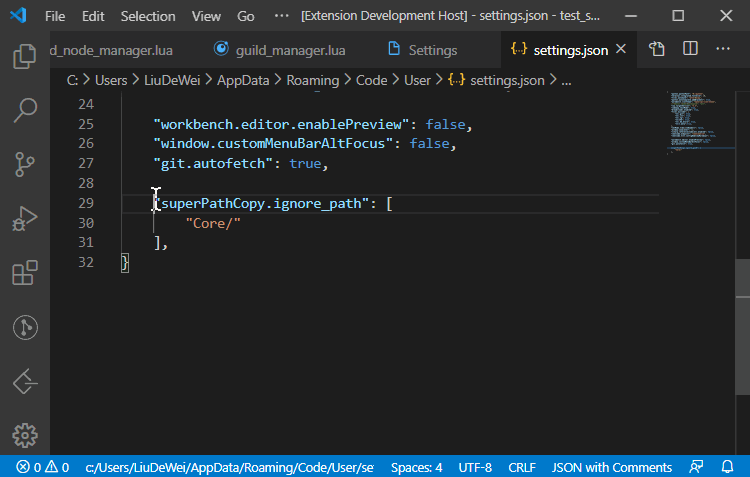 File Edit Selection View Go ··· [Extension Development Host] - settings.json - test_s...
d_node_manager.lua guild_manager.lua Settings {..} settings.json
C: > Users > LiuDeWei > AppData > Roaming > Code > User > {..} settings.json > ...
24
25 "workbench.editor.enablePreview": false,
26 "window.customMenuBarAltFocus": false,
27 "git.autofetch": true,
28
29 "superPathCopy.ignore_path": [
30 "Core/"
31 ],
32 }
0 0 c:/Users/LiuDeWei/AppData/Roaming/Code/User/se Spaces: 4 UTF-8 CRLF JSON with Comments